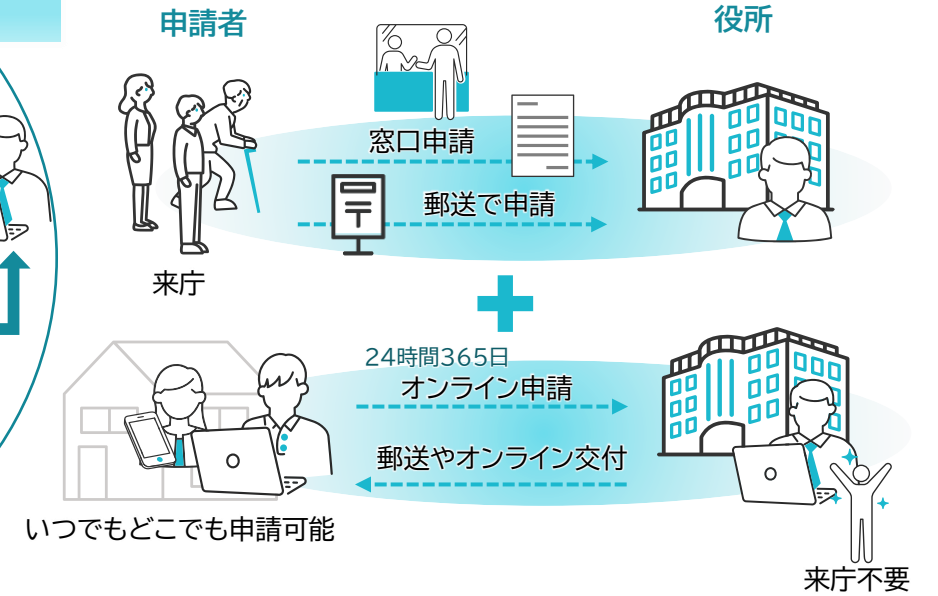 申請者
役所
窓口申請
郵送で申請
来庁
24時間365日
オンライン申請
郵送やオンライン交付
いつでもどこでも申請可能
来庁不要